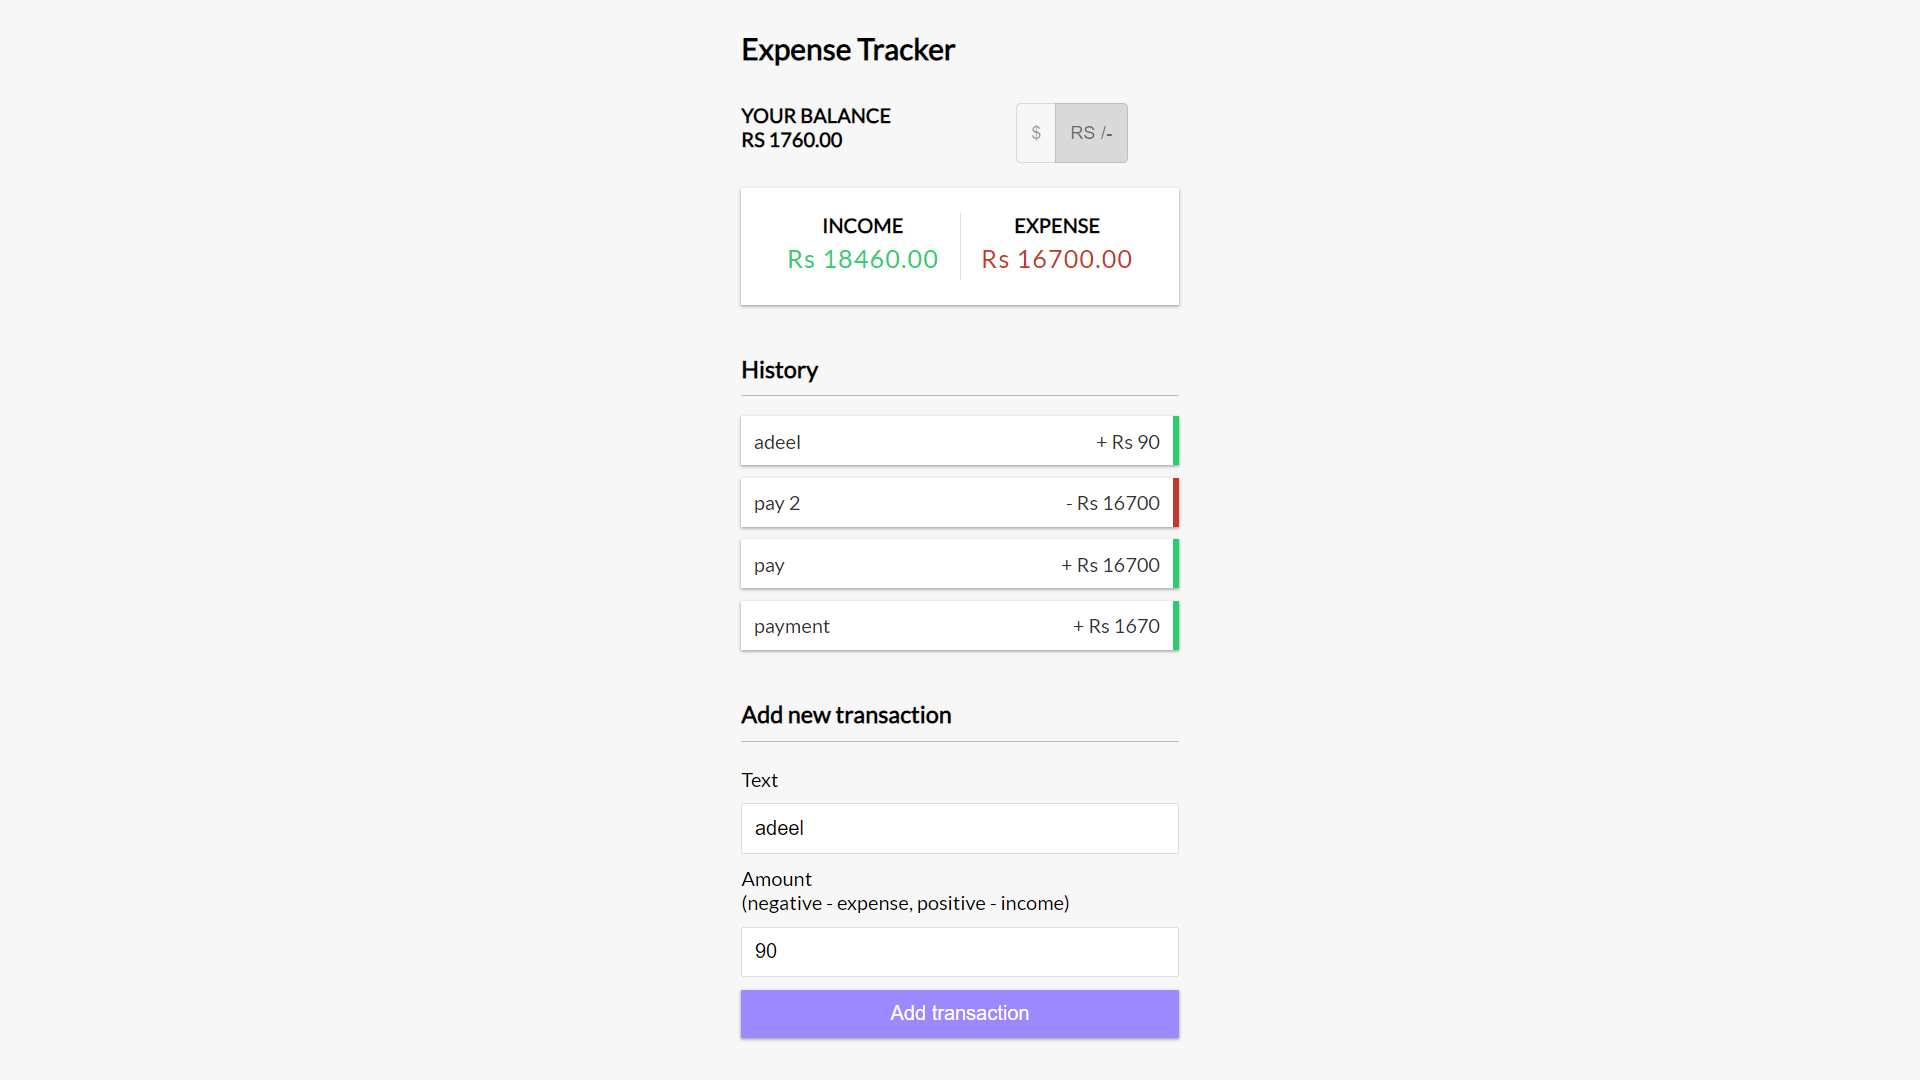 Expense Tracker
YOUR BALANCE
RS 1760.00
$ RS /-
INCOME EXPENSE
Rs 18460.00 Rs 16700.00
History
adeel + Rs 90
pay 2 - Rs 16700
pay + Rs 16700
payment + Rs 1670
Add new transaction
Text
adeel
Amount
(negative - expense, positive - income)
90
Add transaction